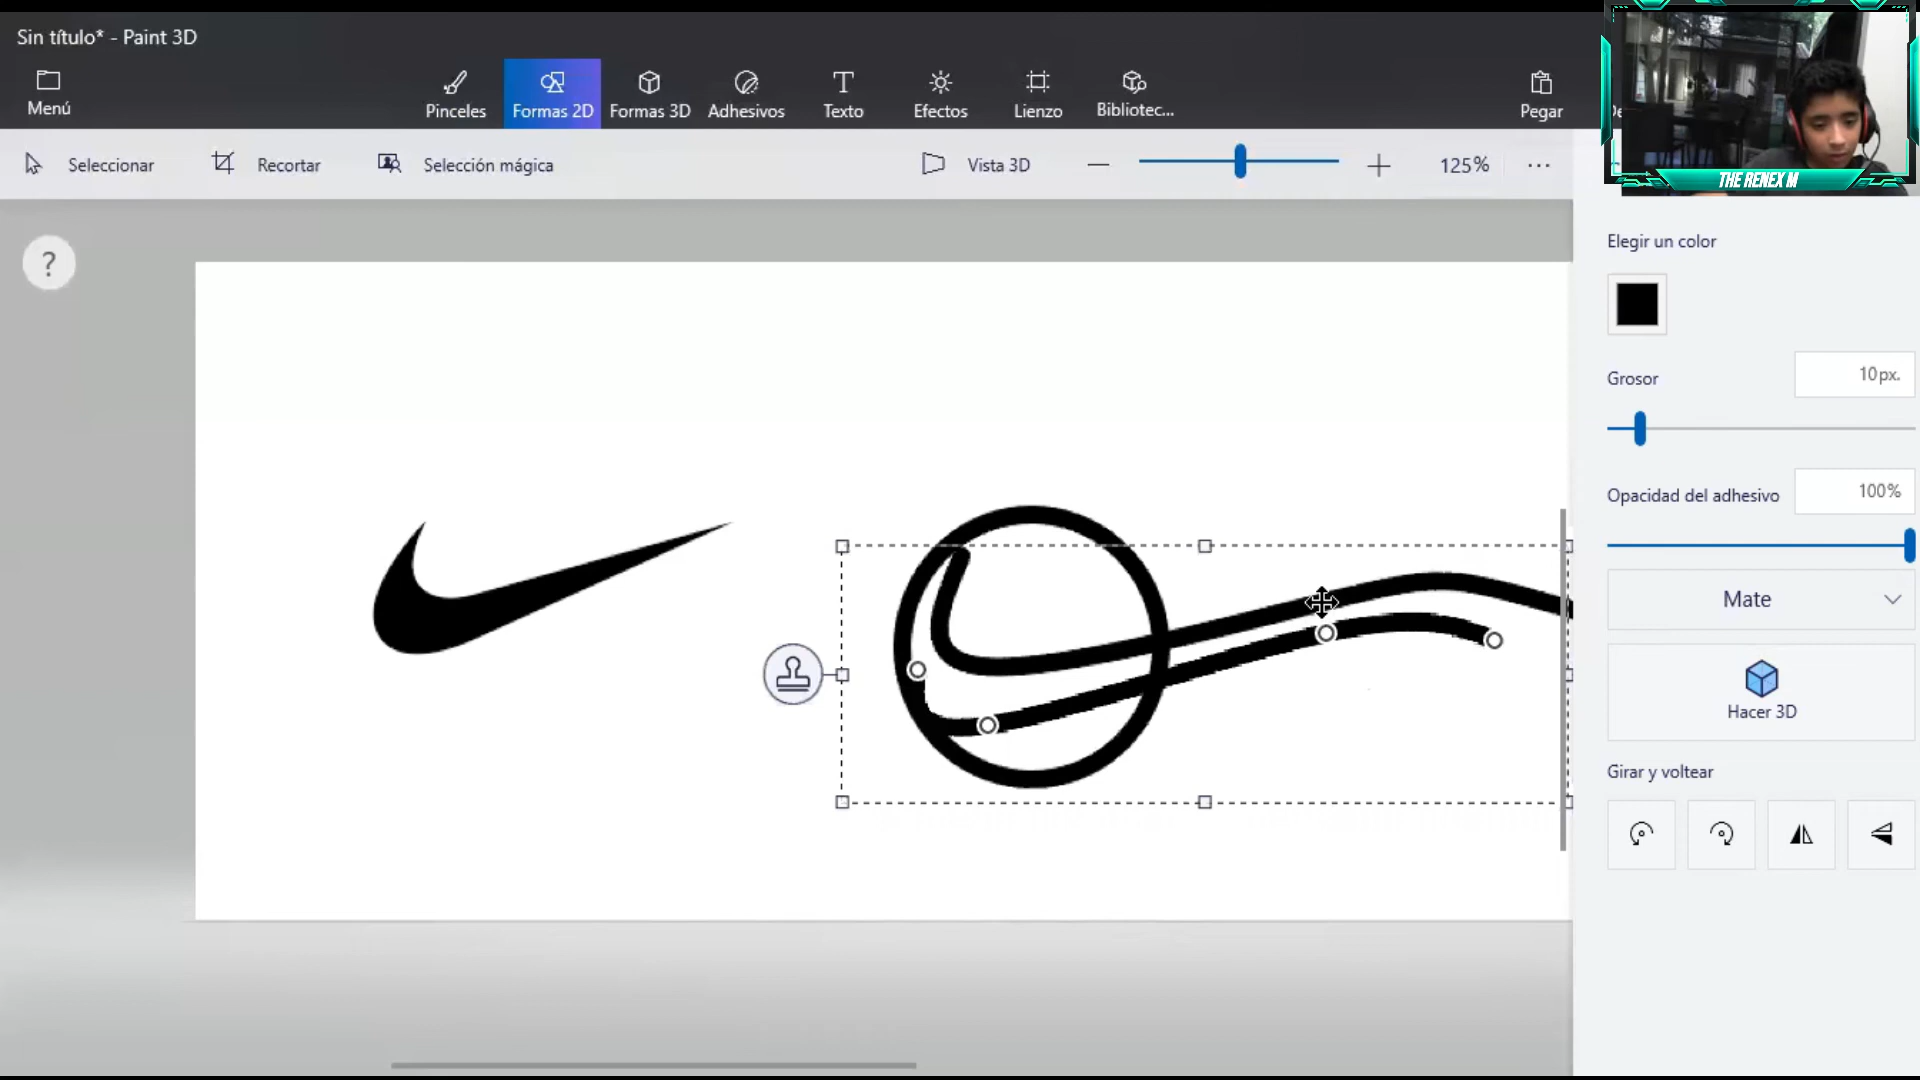 Sin título* - Paint 3D
Menú
Pinceles
Formas 2D
Formas 3D
Adhesivos
Texto
Efectos
Lienzo
Bibliotec...
Pegar
THE RENEX M
Seleccionar
Recortar
Selección mágica
Vista 3D
125%
?
Elegir un color
Grosor
10px.
Opacidad del adhesivo
100%
Mate
Hacer 3D
Girar y voltear